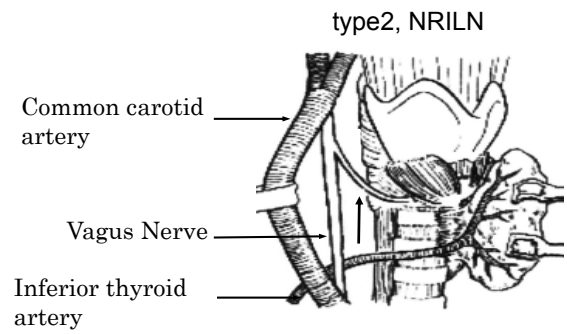 type2, NRILN
Common carotid
artery
Vagus Nerve
Inferior thyroid
artery